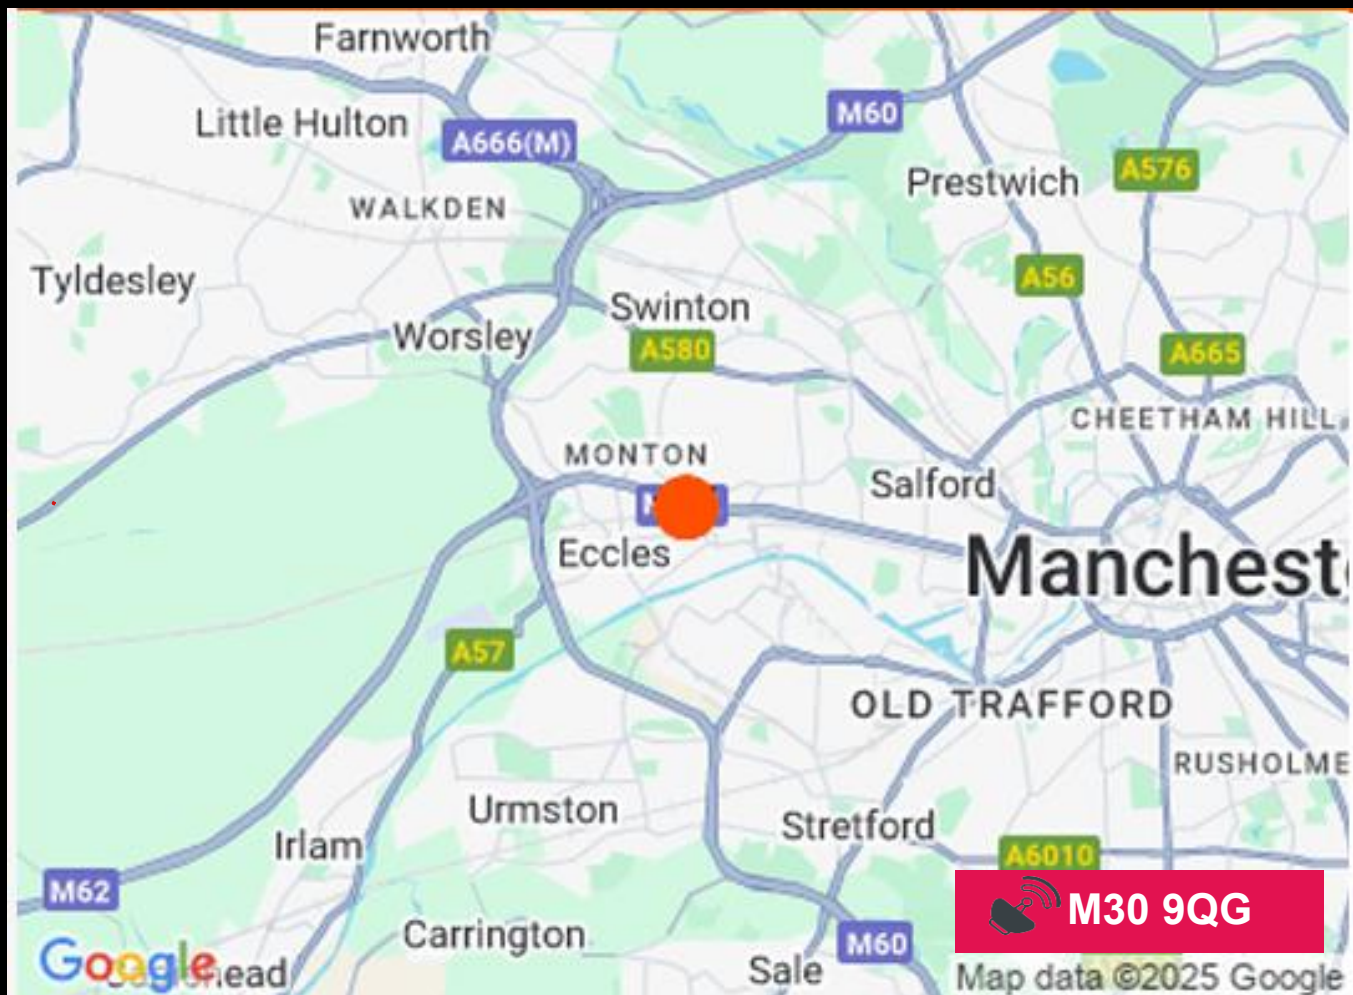 Farnworth
M60
Little Hulton
A666(M)
Prestwich
A576
WALKDEN
Tyldesley
A56
Swinton
Worsley
A580
A665
CHEETHAM HILL
MONTON
Salford
Eccles
Manchest
A57
OLD TRAFFORD
RUSHOLME
Urmston
Stretford
Irlam
A6010
M62
M30 9QG
Carrington
M60
Google
Sale
Map data ©2025 Google